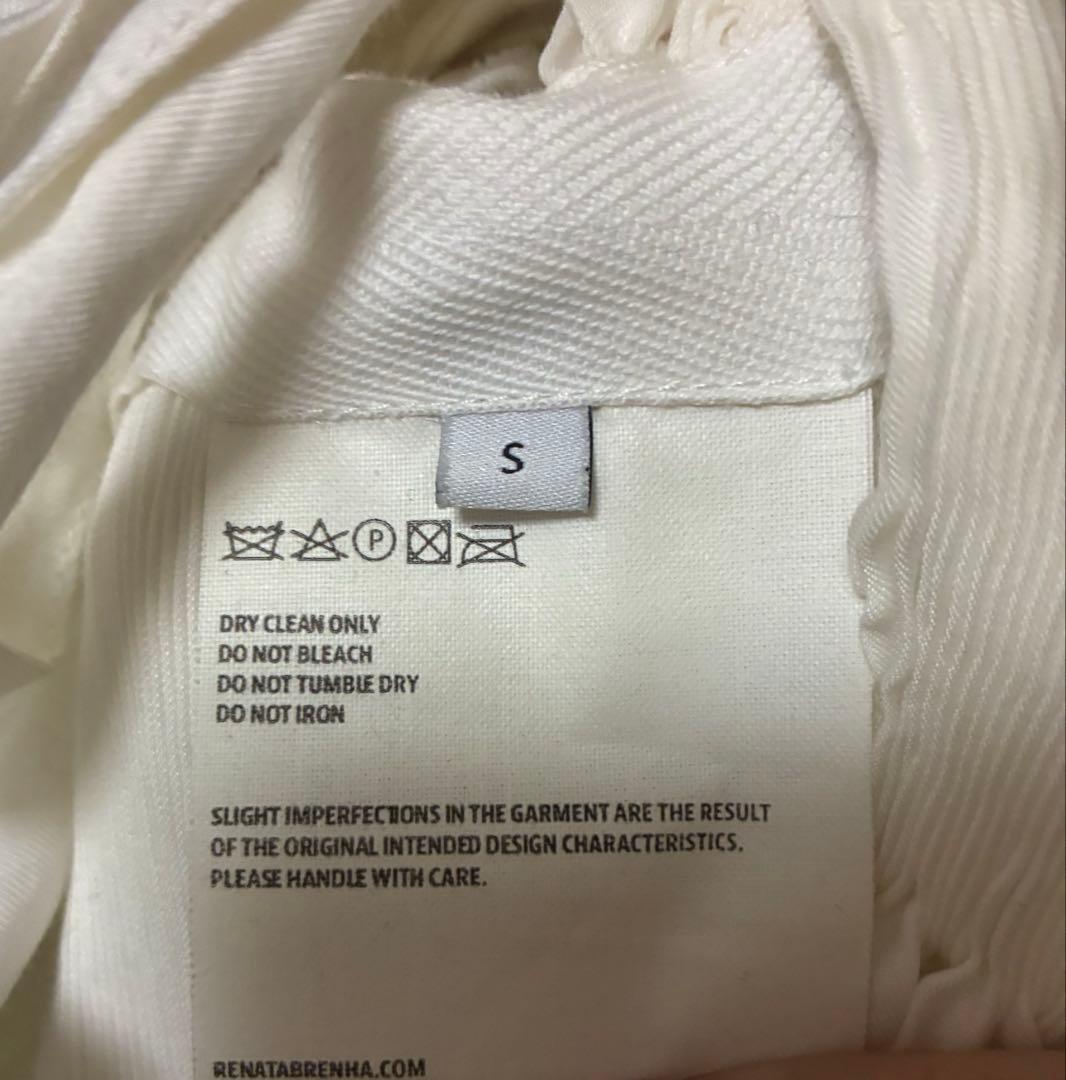 S
P
DRY CLEAN ONLY
DO NOT BLEACH
DO NOT TUMBLE DRY
DO NOT IRON
SLIGHT IMPERFECTIONS IN THE GARMENT ARE THE RESULT
OF THE ORIGINAL INTENDED DESIGN CHARACTERISTICS.
PLEASE HANDLE WITH CARE.
RENATABRENHA.COM